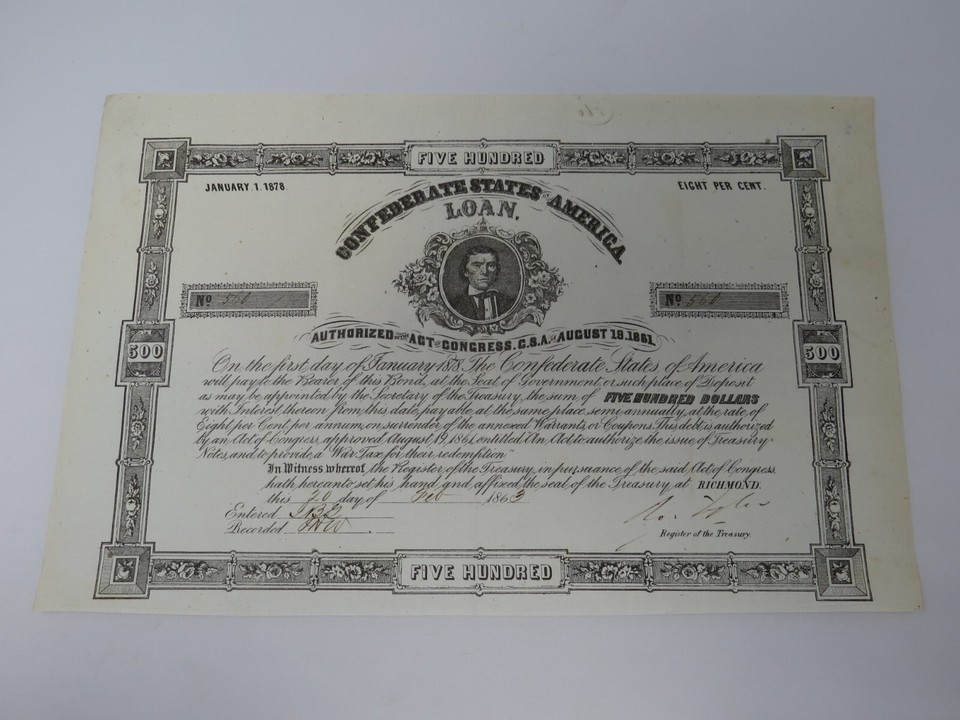 FIVE HUNDRED
JANUARY. 1. 1878
EIGHT PER CENT.
CONFEDERATE STATES OF AMERICA
LOAN,
No 560
No 560
AUTHORIZED BY THE ACT OF CONGRESS. C.S.A. OF AUGUST 19. 1861.
500
500
On the first day of January 1878 The Confederate States of America
will pay to the Bearer of this Bond, at the Seat of Government or such place of Deposit
as may be appointed by the Secretary of the Treasury, the sum of FIVE HUNDRED DOLLARS
with Interest thereon from this date, payable at the same place semi-annually, at the rate of
Eight per Cent per annum, on surrender of the annexed Warrants, or Coupons. This debt is authorized
by an Act of Congress, approved August 19, 1861, entitled "An Act to authorize the issue of Treasury
Notes, and to provide a War Tax for their redemption"
In Witness whereof, the Register of the Treasury, in pursuance of the said Act of Congress
hath hereunto set his hand and affixed the seal of the Treasury at RICHMOND.
this 20 day of Feb 1863
Entered
Recorded
Register of the Treasury
FIVE HUNDRED